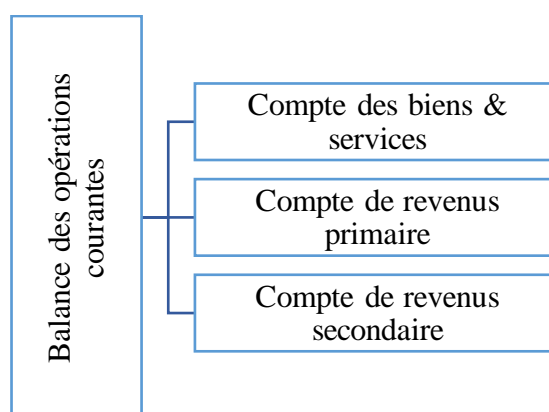 Balance des opérations
courantes
Compte des biens &
services
Compte de revenus
primaire
Compte de revenus
secondaire